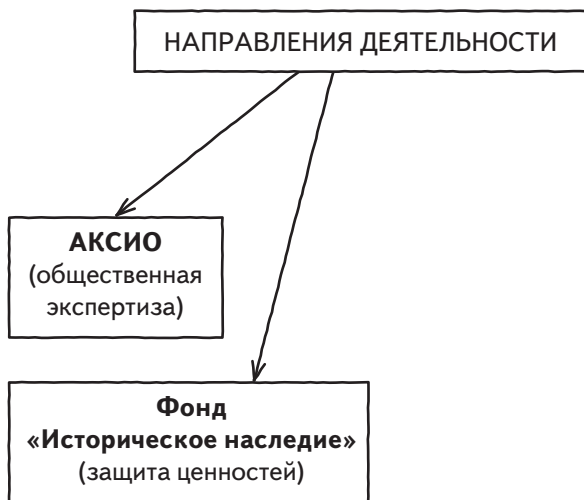 НАПРАВЛЕНИЯ ДЕЯТЕЛЬНОСТИ
АКСИО
(общественная
экспертиза)
Фонд
«Историческое наследие»
(защита ценностей)